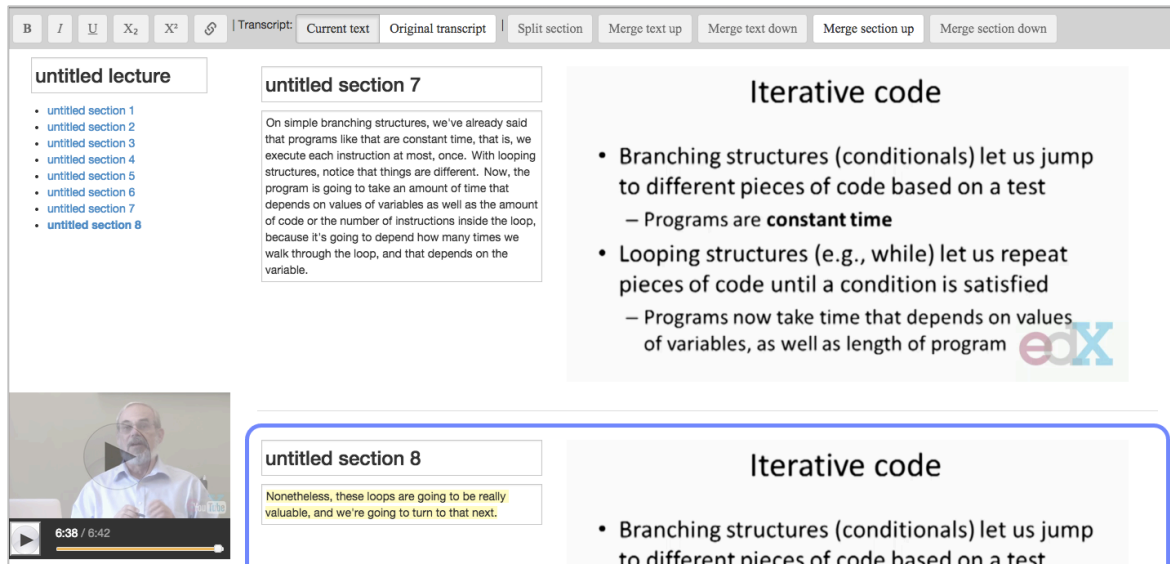 B I U X₂ X² | Transcript: Current text Original transcript | Split section Merge text up Merge text down Merge section up Merge section down
untitled lecture
• untitled section 1
• untitled section 2
• untitled section 3
• untitled section 4
• untitled section 5
• untitled section 6
• untitled section 7
• untitled section 8
6:38 / 6:42
untitled section 7
On simple branching structures, we've already said
that programs like that are constant time, that is, we
execute each instruction at most, once. With looping
structures, notice that things are different. Now, the
program is going to take an amount of time that
depends on values of variables as well as the amount
of code or the number of instructions inside the loop,
because it's going to depend how many times we
walk through the loop, and that depends on the
variable.
Iterative code
• Branching structures (conditionals) let us jump
to different pieces of code based on a test
– Programs are constant time
• Looping structures (e.g., while) let us repeat
pieces of code until a condition is satisfied
– Programs now take time that depends on values
of variables, as well as length of program
edX
untitled section 8
Nonetheless, these loops are going to be really
valuable, and we're going to turn to that next.
Iterative code
• Branching structures (conditionals) let us jump
to different pieces of code based on a test